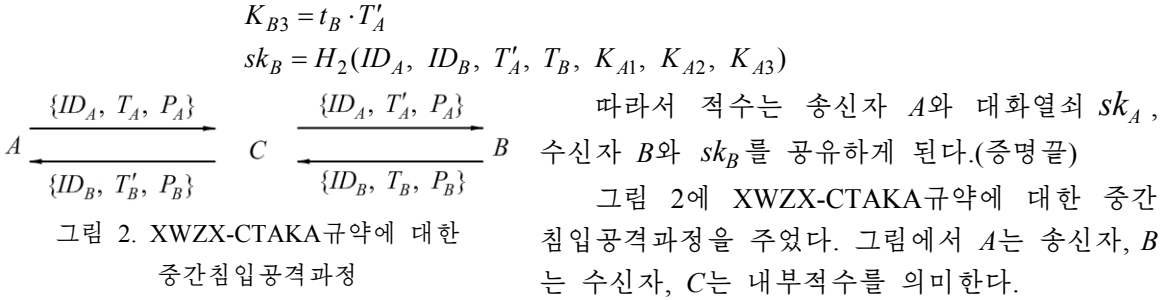 K_{B3} = t_B · T′_A
sk_B = H_2(ID_A, ID_B, T′_A, T_B, K_{A1}, K_{A2}, K_{A3})
{ID_A, T_A, P_A} {ID_A, T′_A, P_A}
A C B
{ID_B, T′_B, P_B} {ID_B, T_B, P_B}
그림 2. XWZX-CTAKA규약에 대한
중간침입공격과정
따라서 적수는 송신자 A와 대화열쇠 sk_A,
수신자 B와 sk_B를 공유하게 된다.(증명끝)
그림 2에 XWZX-CTAKA규약에 대한 중간
침입공격과정을 주었다. 그림에서 A는 송신자, B
는 수신자, C는 내부적수를 의미한다.